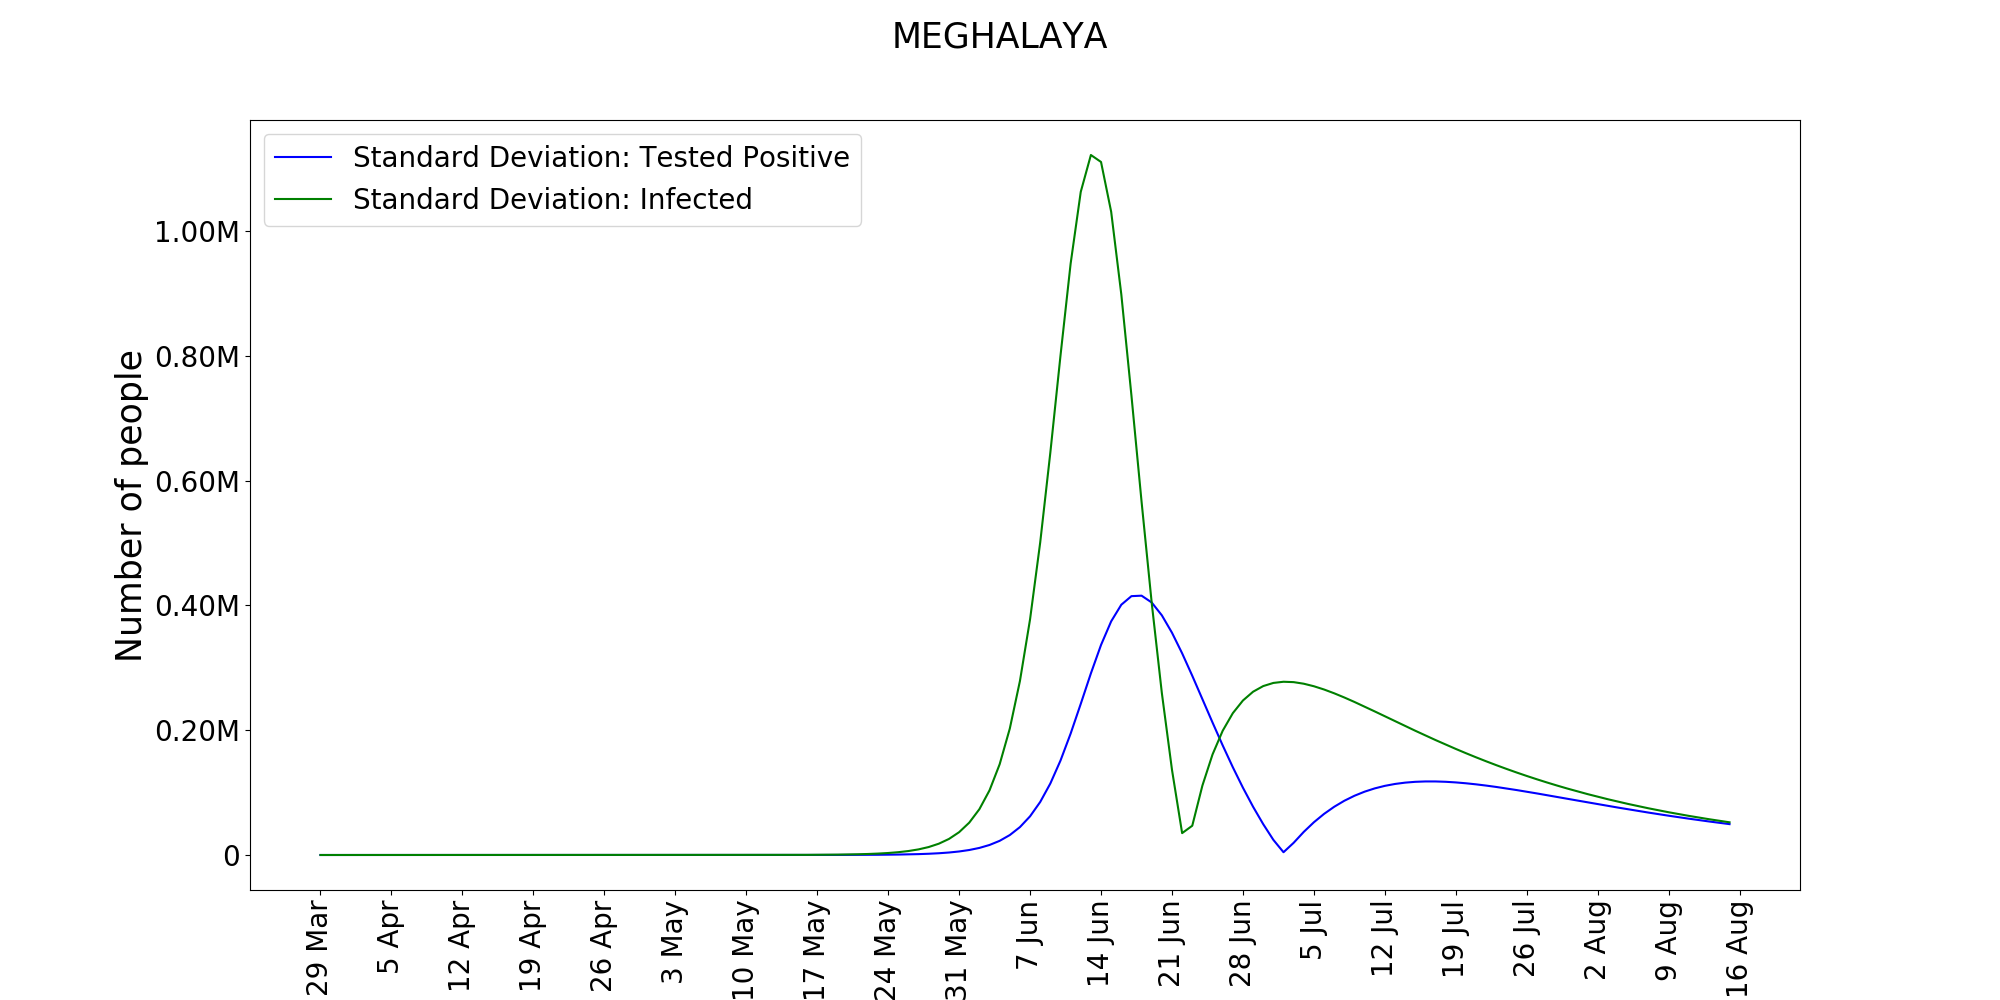 MEGHALAYA
Standard Deviation: Tested Positive
Standard Deviation: Infected
Number of people
1.00M
0.80M
0.60M
0.40M
0.20M
0
29 Mar
5 Apr
12 Apr
19 Apr
26 Apr
3 May
10 May
17 May
24 May
31 May
7 Jun
14 Jun
21 Jun
28 Jun
5 Jul
12 Jul
19 Jul
26 Jul
2 Aug
9 Aug
16 Aug